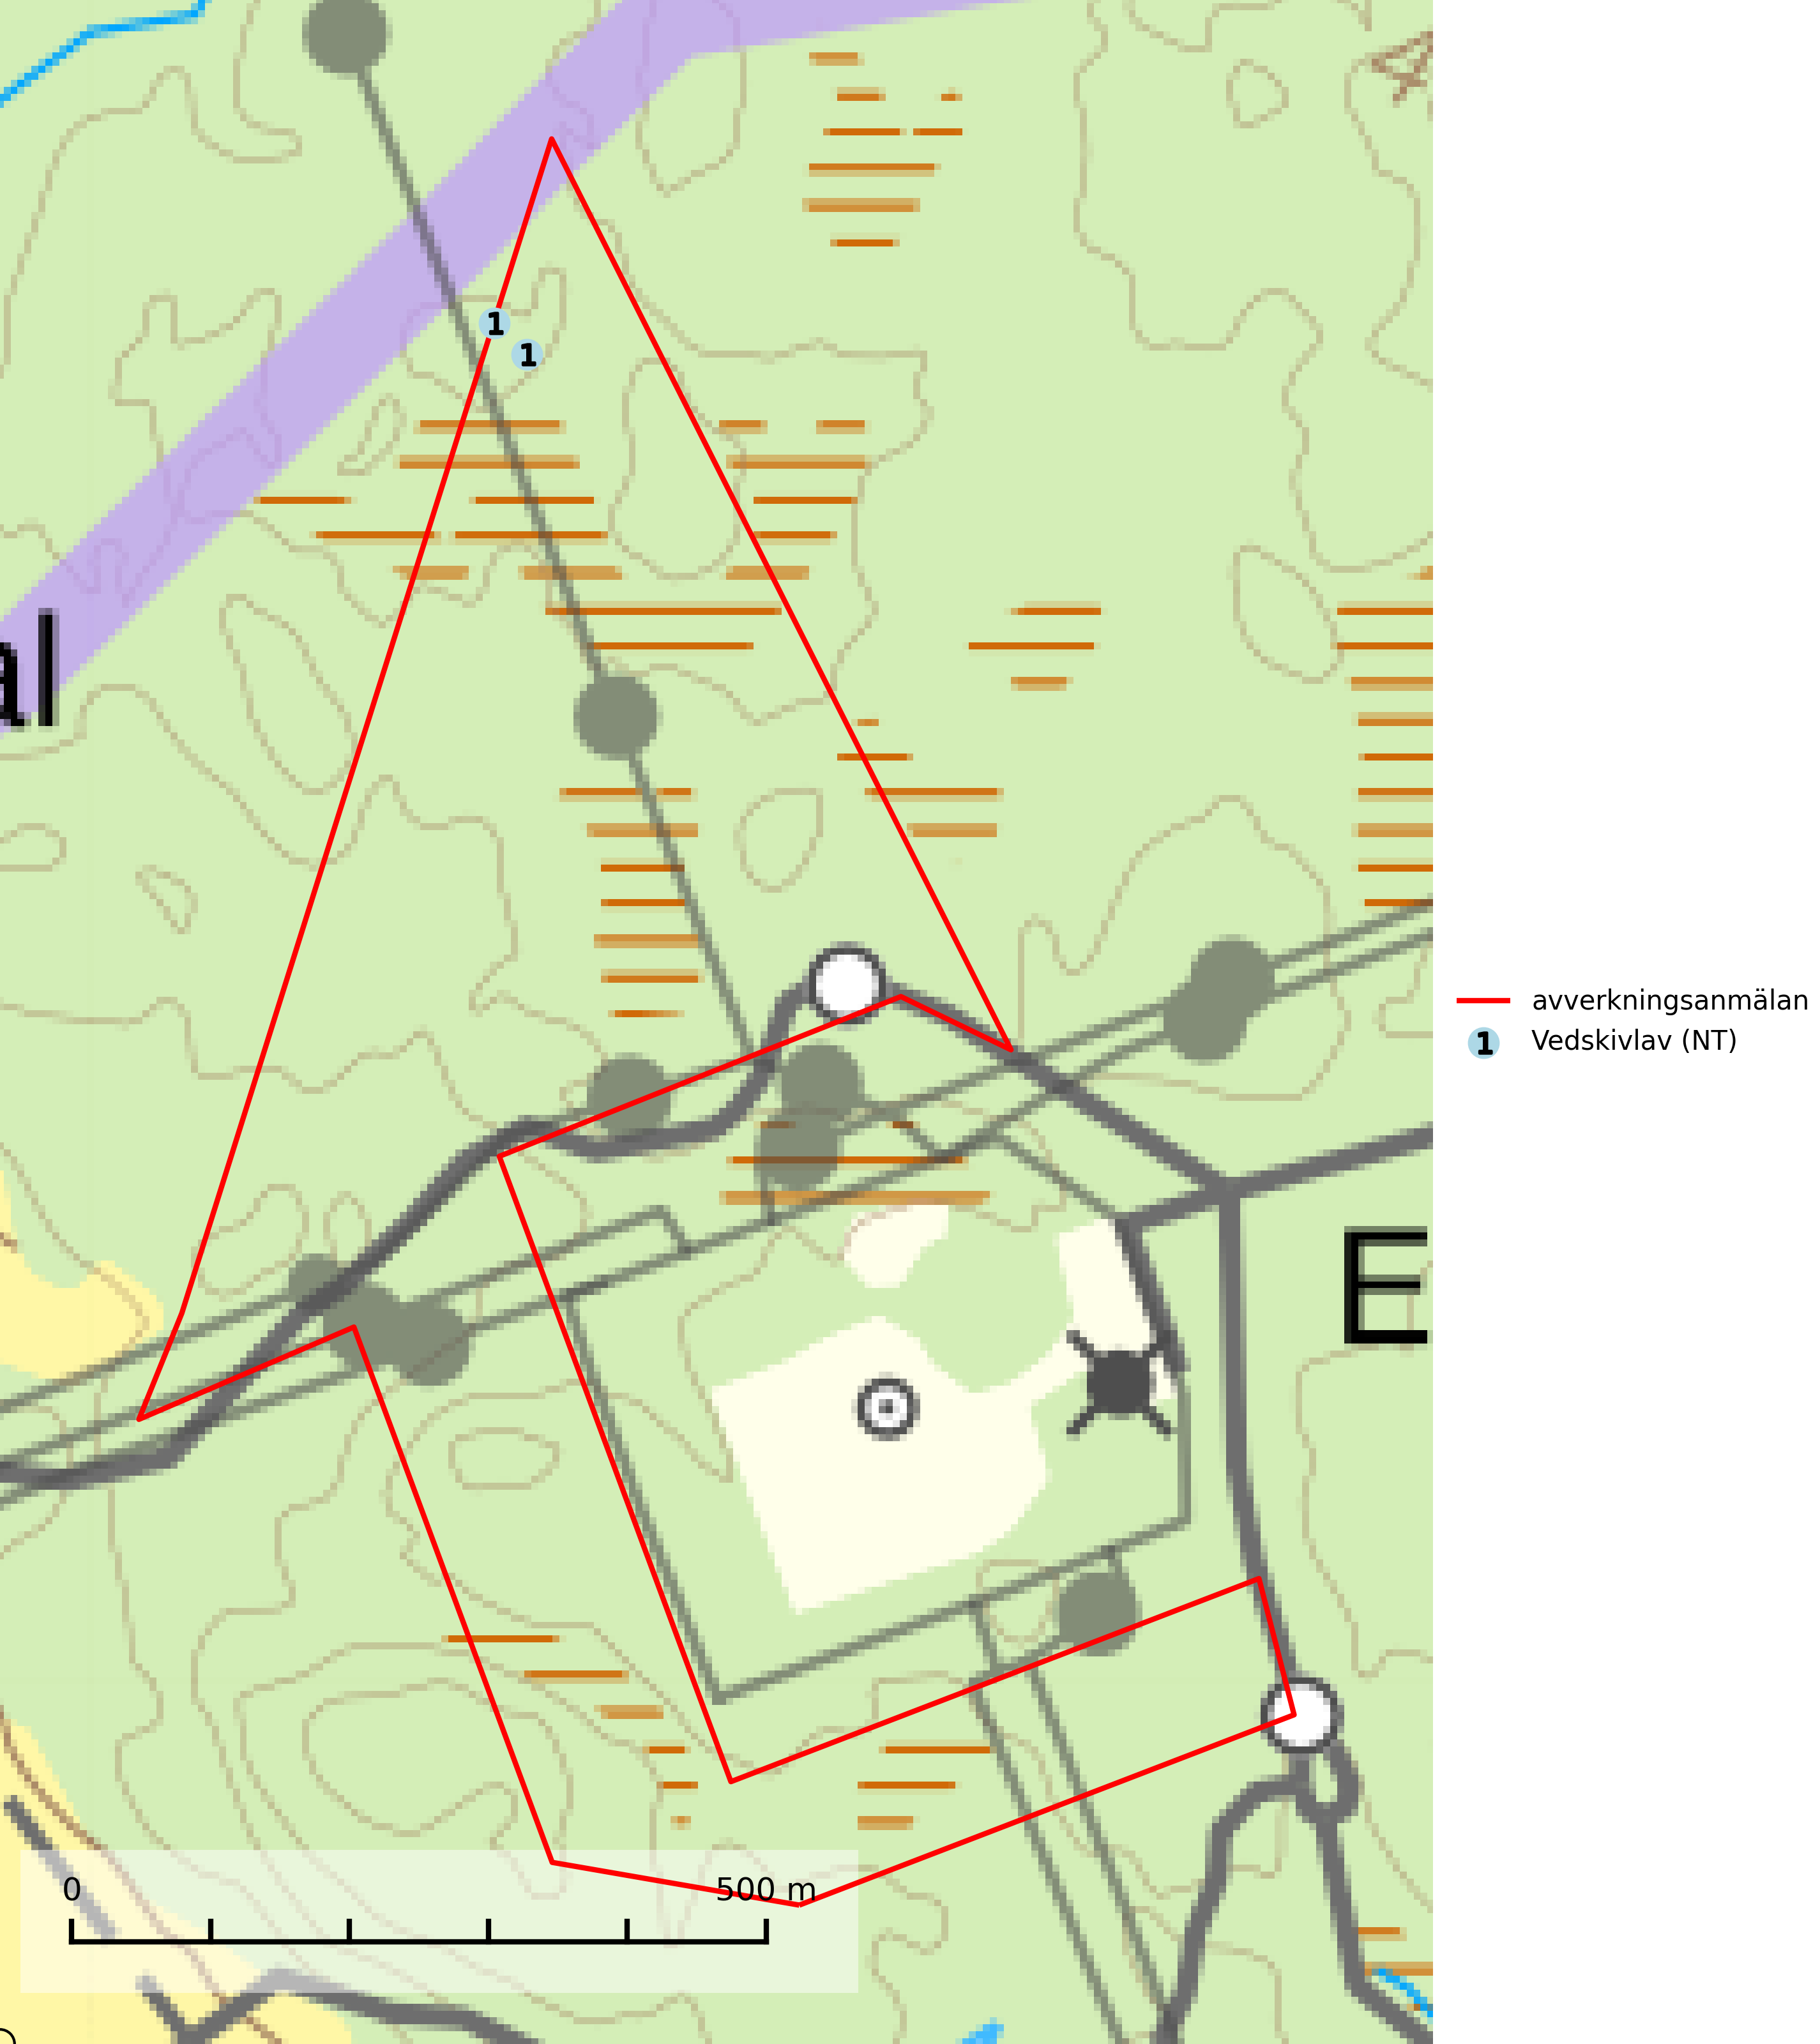 1
1
al
avverkningsanmälan
1 Vedskivlav (NT)
E
0 500 m